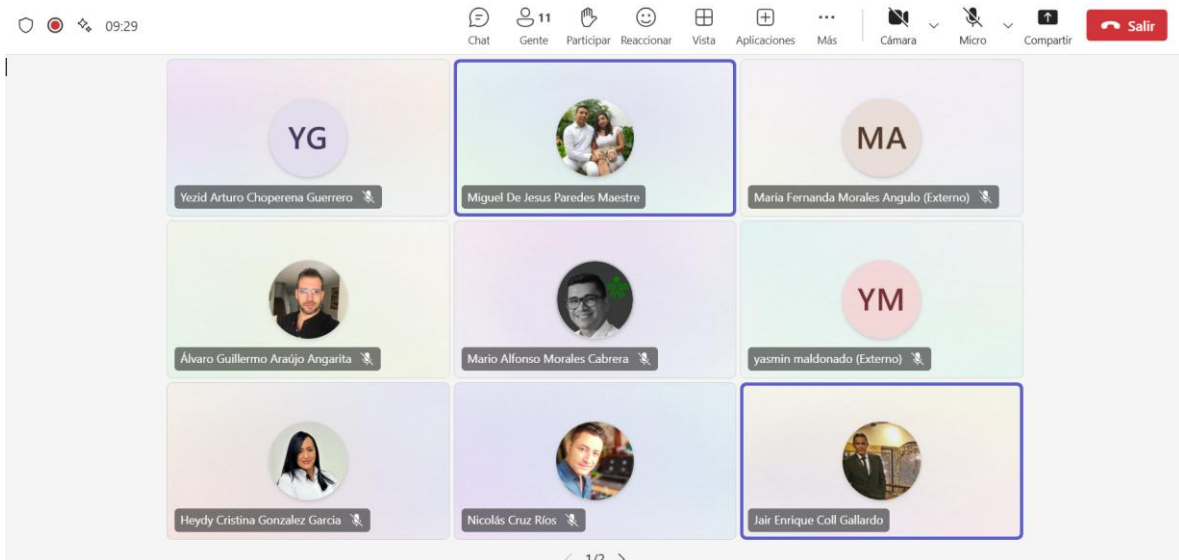 09:29
11
Chat Gente Participar Reaccionar Vista Aplicaciones Más Cámara Micro Compartir Salir
YG
MA
Yezid Arturo Choperena Guerrero
Miguel De Jesus Paredes Maestre
Maria Fernanda Morales Angulo (Externo)
YM
Álvaro Guillermo Araújo Angarita
Mario Alfonso Morales Cabrera
yasmin maldonado (Externo)
Heydy Cristina Gonzalez Garcia
Nicolás Cruz Ríos
Jair Enrique Coll Gallardo
1/2